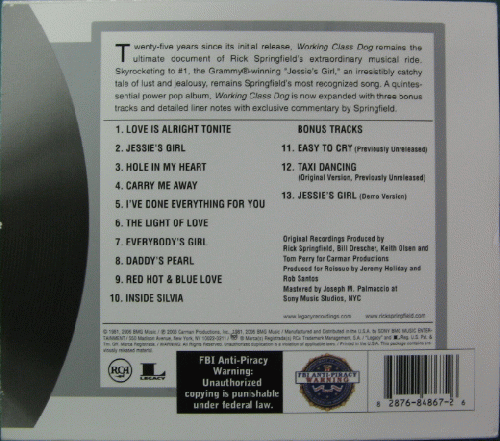 Twenty-five years since its initial release, Working Class Dog remains the
ultimate document of Rick Springfield's extraordinary musical ride.
Skyrocketing to #1, the Grammy®-winning "Jessie's Girl," an irresistibly catchy
tale of lust and jealousy, remains Springfield's most recognized song. A quintes-
sential power pop album, Working Class Dog is now expanded with three bonus
tracks and detailed liner notes with exclusive commentary by Springfield.
1. LOVE IS ALRIGHT TONITE
2. JESSIE'S GIRL
3. HOLE IN MY HEART
4. CARRY ME AWAY
5. I'VE DONE EVERYTHING FOR YOU
6. THE LIGHT OF LOVE
7. EVERYBODY'S GIRL
8. DADDY'S PEARL
9. RED HOT & BLUE LOVE
10. INSIDE SILVIA
BONUS TRACKS
11. EASY TO CRY (Previously Unreleased)
12. TAXI DANCING
(Original Version, Previously Unreleased)
13. JESSIE'S GIRL (Demo Version)
Original Recordings Produced by
Rick Springfield, Bill Drescher, Keith Olsen and
Tom Perry for Carman Productions
Produced for Reissue by Jeremy Holiday and
Rob Santos
Mastered by Joseph M. Palmaccio at
Sony Music Studios, NYC
www.legacyrecordings.com www.rickspringfield.com
RCA
LEGACY
FBI Anti-Piracy
Warning:
Unauthorized
copying is punishable
under federal law.
FBI ANTI-PIRACY
WARNING
8 28768-4867-2 6